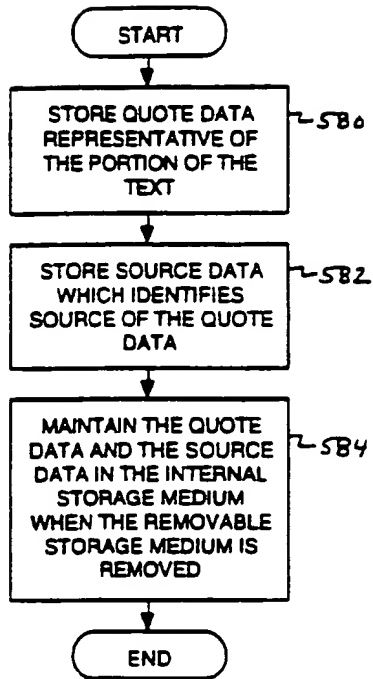 START
STORE QUOTE DATA
REPRESENTATIVE OF
THE PORTION OF THE
TEXT
580
STORE SOURCE DATA
WHICH IDENTIFIES
SOURCE OF THE QUOTE
DATA
582
MAINTAIN THE QUOTE
DATA AND THE SOURCE
DATA IN THE INTERNAL
STORAGE MEDIUM
WHEN THE REMOVABLE
STORAGE MEDIUM IS
REMOVED
584
END